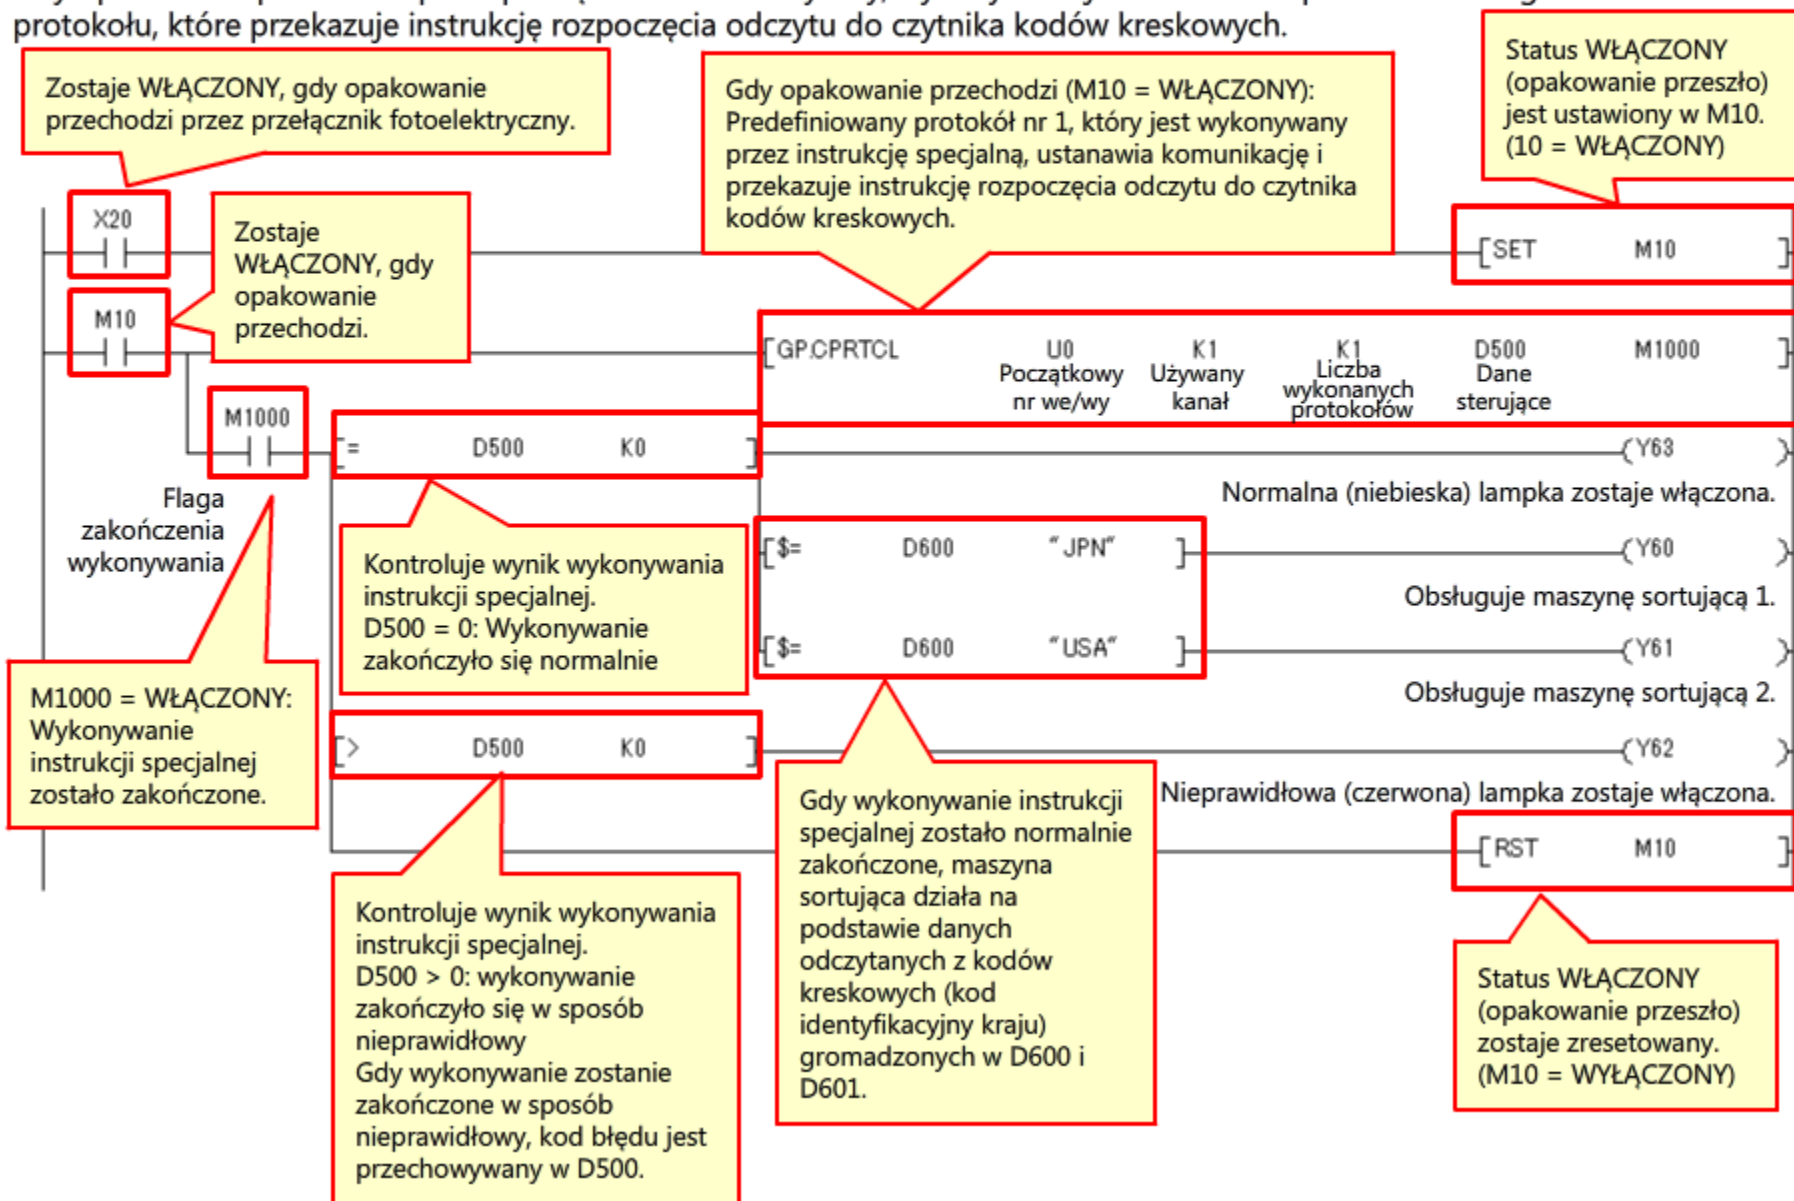 protokołu, które przekazuje instrukcję rozpoczęcia odczytu do czytnika kodów kreskowych.
Zostaje WŁĄCZONY, gdy opakowanie
przechodzi przez przełącznik fotoelektryczny.
Gdy opakowanie przechodzi (M10 = WŁĄCZONY):
Predefiniowany protokół nr 1, który jest wykonywany
przez instrukcję specjalną, ustanawia komunikację i
przekazuje instrukcję rozpoczęcia odczytu do czytnika
kodów kreskowych.
Status WŁĄCZONY
(opakowanie przeszło)
jest ustawiony w M10.
(10 = WŁĄCZONY)
X20
Zostaje
WŁĄCZONY, gdy
opakowanie
przechodzi.
[SET M10 ]
M10
[GP.CPRTCL U0 K1 K1 D500 M1000 ]
Początkowy
nr we/wy
Używany
kanał
Liczba
wykonanych
protokołów
Dane
sterujące
M1000
[= D500 K0 ]
(Y63 )
Flaga
zakończenia
wykonywania
Normalna (niebieska) lampka zostaje włączona.
Kontroluje wynik wykonywania
instrukcji specjalnej.
D500 = 0: Wykonywanie
zakończyło się normalnie
[$= D600 "JPN" ]
(Y60 )
Obsługuje maszynę sortującą 1.
[$= D600 "USA" ]
(Y61 )
Obsługuje maszynę sortującą 2.
M1000 = WŁĄCZONY:
Wykonywanie
instrukcji specjalnej
zostało zakończone.
[> D500 K0 ]
(Y62 )
Nieprawidłowa (czerwona) lampka zostaje włączona.
Gdy wykonywanie instrukcji
specjalnej zostało normalnie
zakończone, maszyna
sortująca działa na
podstawie danych
odczytanych z kodów
kreskowych (kod
identyfikacyjny kraju)
gromadzonych w D600 i
D601.
[RST M10 ]
Kontroluje wynik wykonywania
instrukcji specjalnej.
D500 > 0: wykonywanie
zakończyło się w sposób
nieprawidłowy
Gdy wykonywanie zostanie
zakończone w sposób
nieprawidłowy, kod błędu jest
przechowywany w D500.
Status WŁĄCZONY
(opakowanie przeszło)
zostaje zresetowany.
(M10 = WYŁĄCZONY)